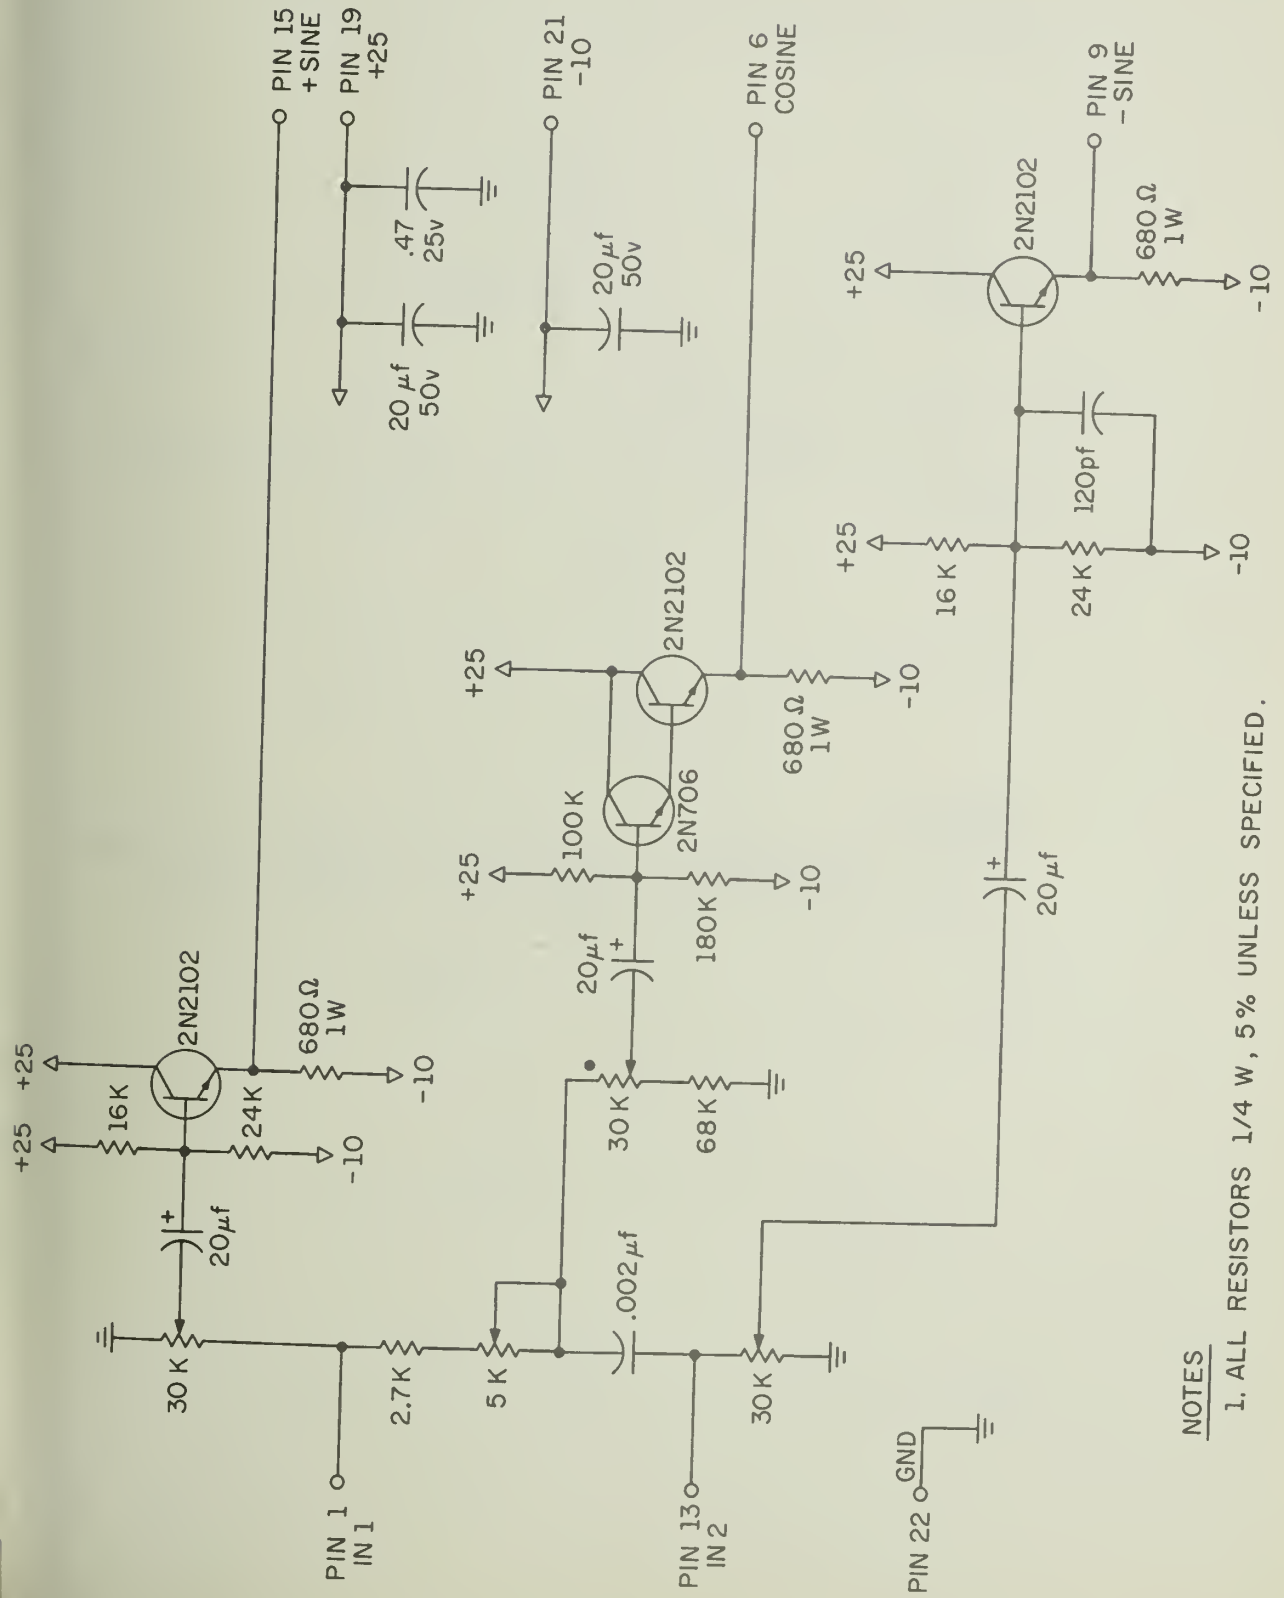 +25
+25
16K
2N2102
24K
-10
680Ω
1W
-10
20µf
+
30K
PIN 15
+ SINE
PIN 19
+25
20 µf
50v
.47
25v
PIN 21
-10
20µf
50v
PIN 1
IN 1
2.7K
5K
.002µf
30K
68K
20µf
+
+25
100K
180K
-10
2N706
+25
2N2102
680Ω
1W
-10
PIN 6
COSINE
PIN 13
IN 2
30K
+
20µf
+25
16K
24K
-10
120pf
+25
2N2102
680Ω
1W
-10
PIN 9
- SINE
PIN 22
GND
NOTES
1. ALL RESISTORS 1/4 W, 5% UNLESS SPECIFIED.